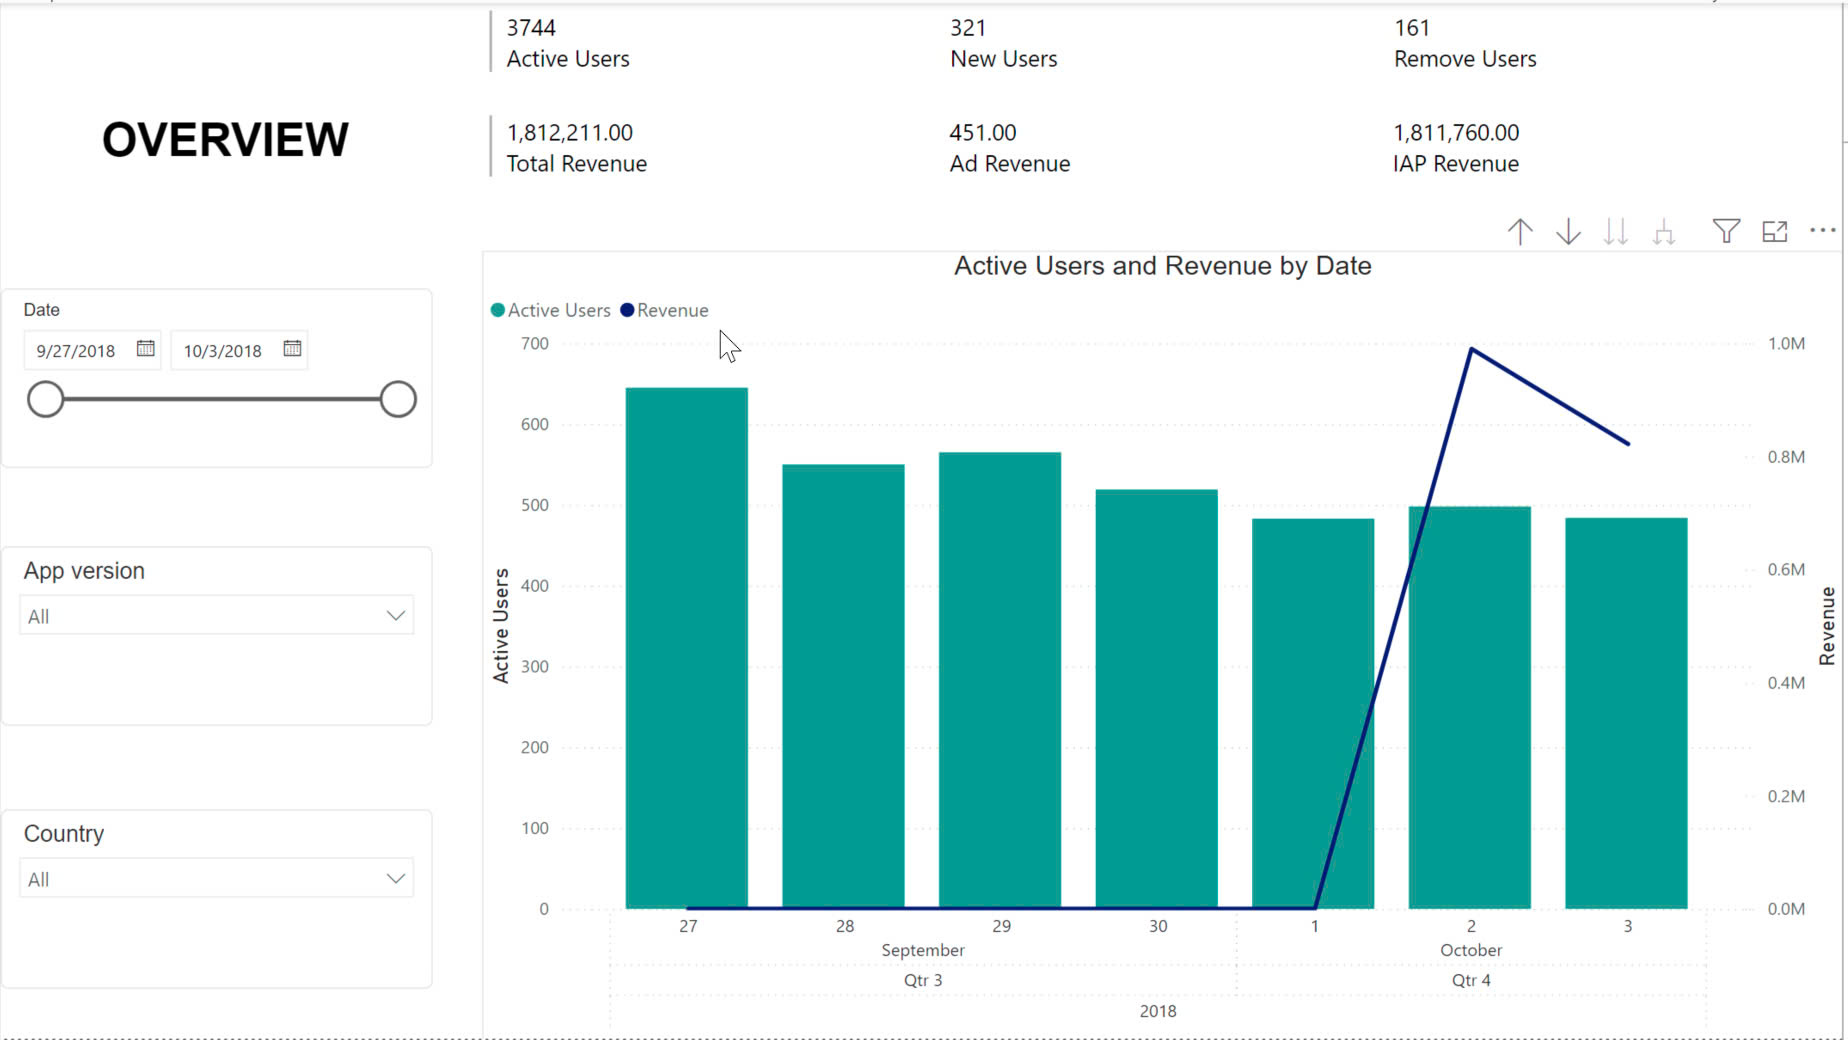 3744
Active Users
321
New Users
161
Remove Users
OVERVIEW
1,812,211.00
Total Revenue
451.00
Ad Revenue
1,811,760.00
IAP Revenue
Date
9/27/2018
10/3/2018
App version
All
Country
All
Active Users and Revenue by Date
Active Users
Revenue
700
600
500
400
300
200
100
0
Active Users
1.0M
0.8M
0.6M
0.4M
0.2M
0.0M
Revenue
27 28 29 30 1 2 3
September October
Qtr 3 Qtr 4
2018